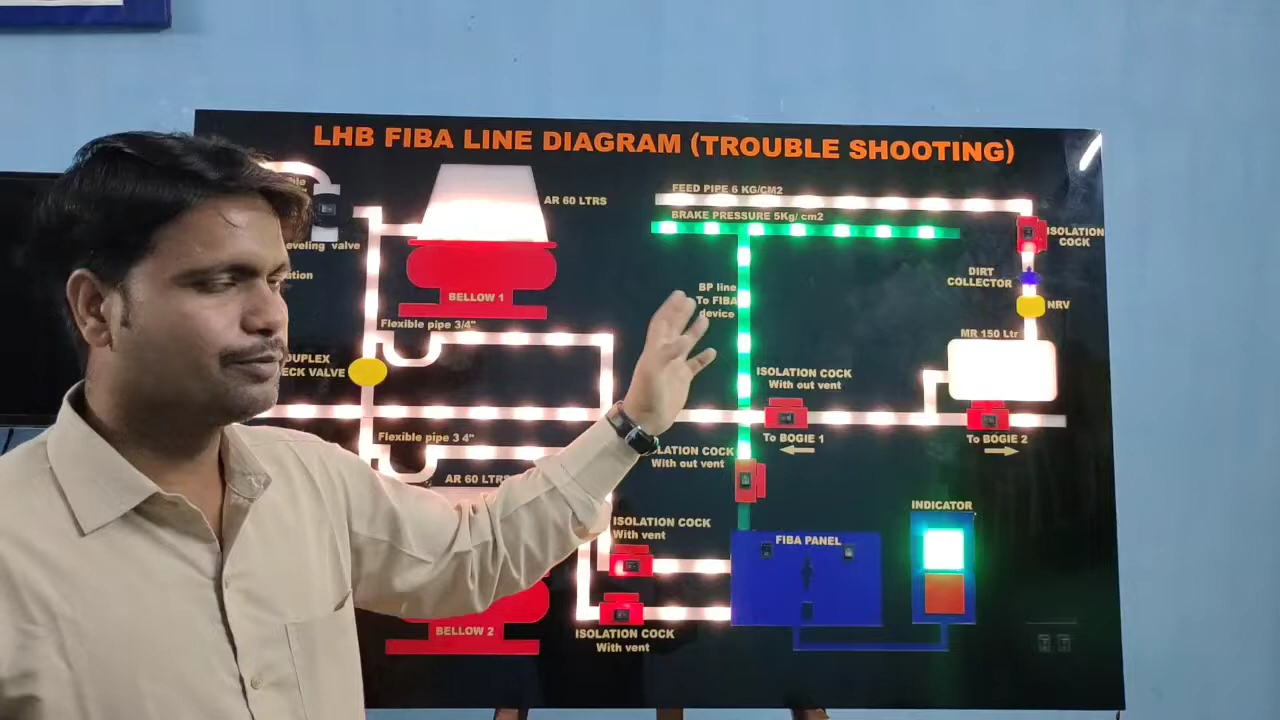 LHB FIBA LINE DIAGRAM (TROUBLE SHOOTING)
AR 60 LTRS
FEED PIPE 6 KG/CM2
BRAKE PRESSURE 5Kg/ cm2
ISOLATION
COCK
eveling valve
DIRT
COLLECTOR
BP line
To FIBA
device
BELLOW 1
NRV
Flexible pipe 3/4"
MR 150 Ltr
DUPLEX
ECK VALVE
ISOLATION COCK
With out vent
To BOGIE 1
To BOGIE 2
Flexible pipe 3 4"
LATION COCK
With out vent
AR 60 LTRS
INDICATOR
ISOLATION COCK
With vent
FIBA PANEL
BELLOW 2
ISOLATION COCK
With vent